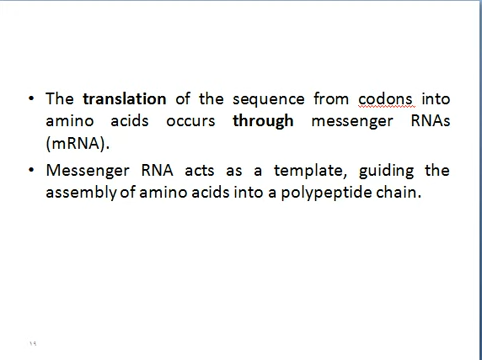 • The translation of the sequence from codons into
amino acids occurs through messenger RNAs
(mRNA).
• Messenger RNA acts as a template, guiding the
assembly of amino acids into a polypeptide chain.
١٩